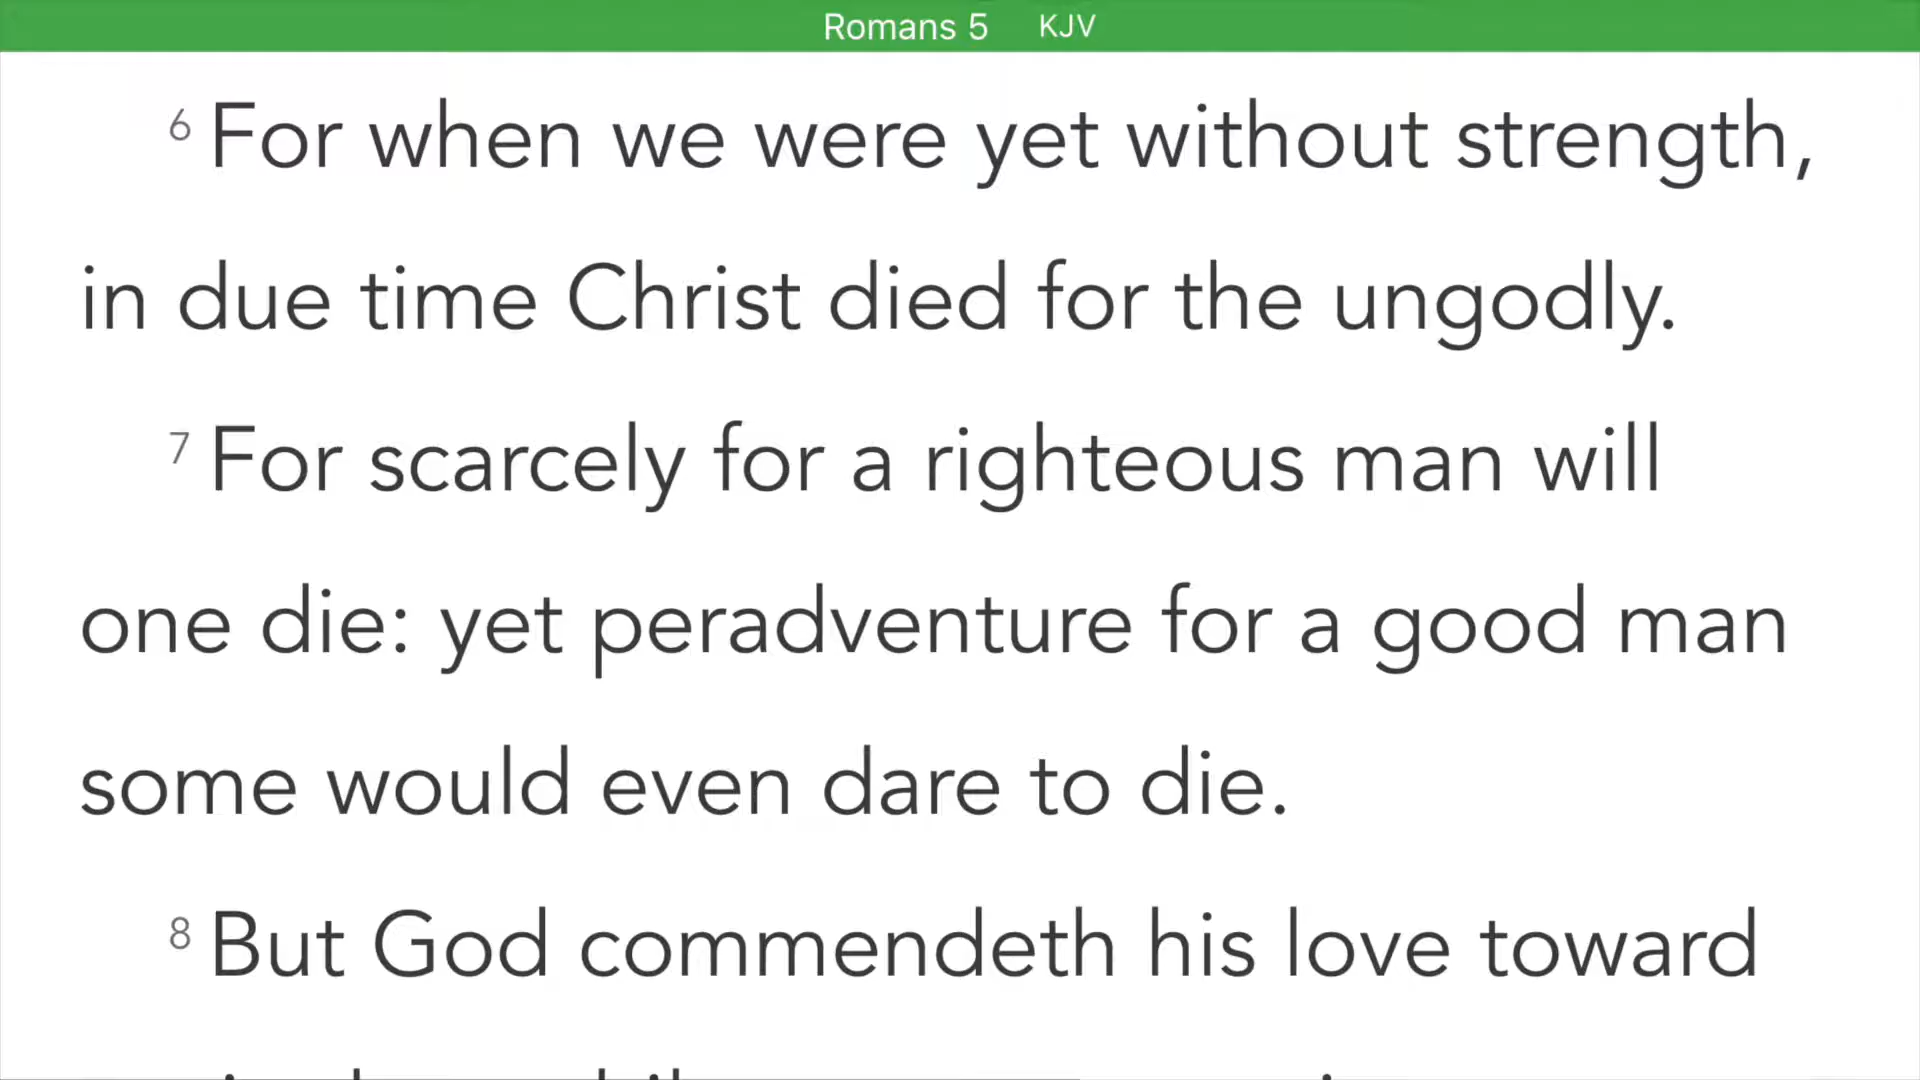 Romans 5 KJV
6 For when we were yet without strength,
in due time Christ died for the ungodly.
7 For scarcely for a righteous man will
one die: yet peradventure for a good man
some would even dare to die.
8 But God commendeth his love toward